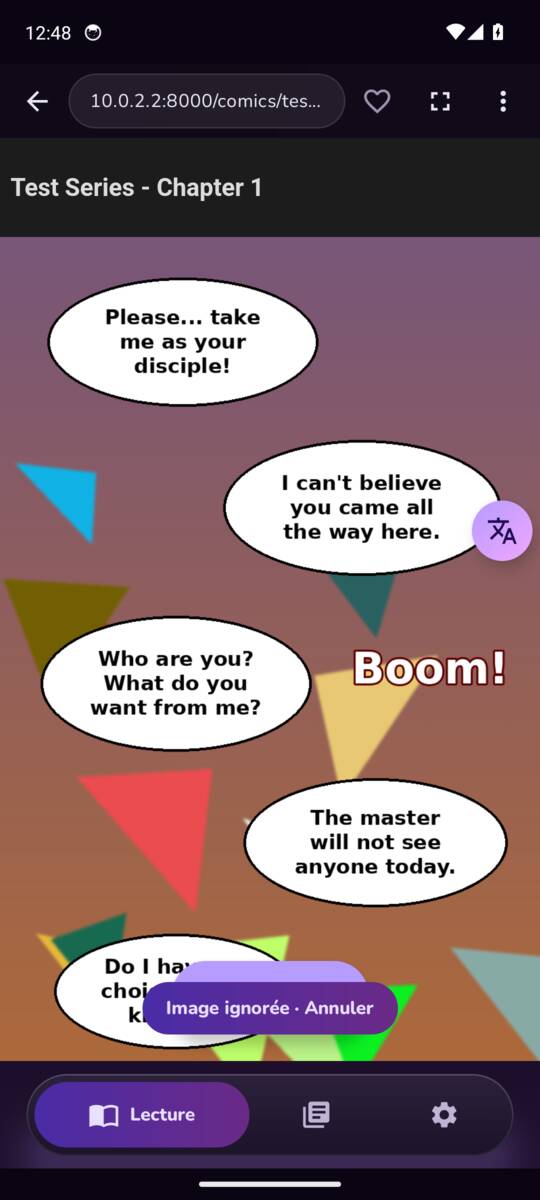 12:48
10.0.2.2:8000/comics/tes...
Test Series - Chapter 1
Please... take
me as your
disciple!
I can't believe
you came all
the way here.
Who are you?
What do you
want from me?
Boom!
The master
will not see
anyone today.
Do I
Image ignorée · Annuler
Lecture